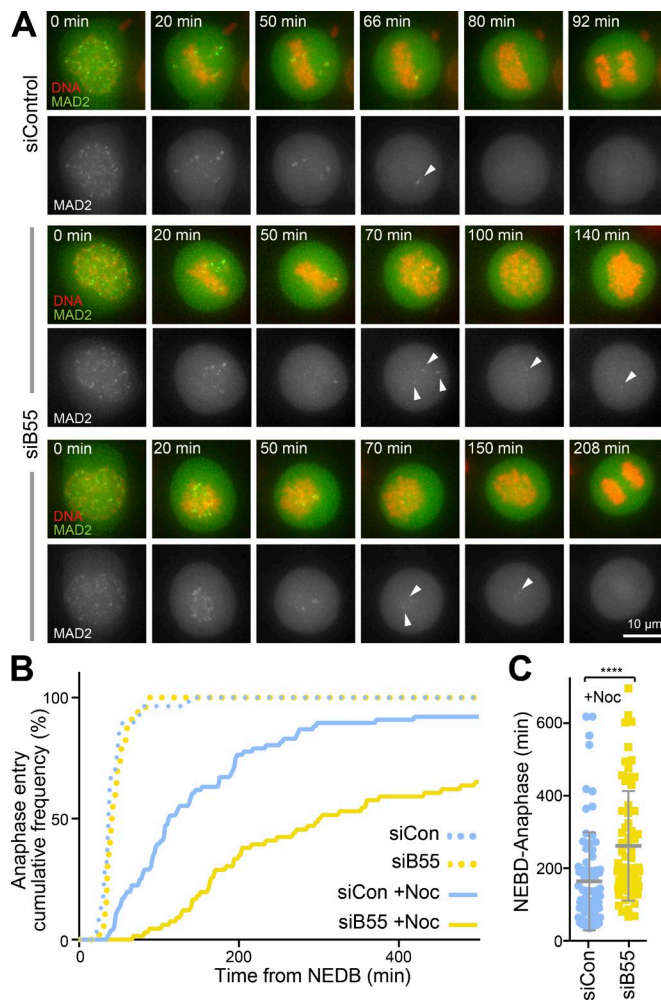 A
siControl
0 min
20 min
50 min
66 min
80 min
92 min
DNA
MAD2
MAD2
siB55
0 min
20 min
50 min
70 min
100 min
140 min
DNA
MAD2
MAD2
0 min
20 min
50 min
70 min
150 min
208 min
DNA
MAD2
MAD2
10 µm
B
Anaphase entry
cumulative frequency (%)
100
50
0
0
200
400
Time from NEDB (min)
siCon
siB55
siCon +Noc
siB55 +Noc
C
****
+Noc
NEBD-Anaphase (min)
600
400
200
0
siCon
siB55